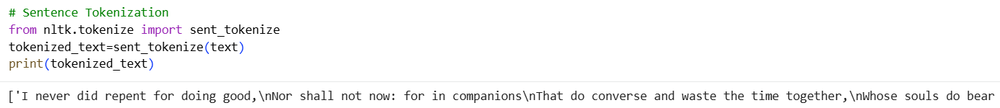 # Sentence Tokenization
from nltk.tokenize import sent_tokenize
tokenized_text=sent_tokenize(text)
print(tokenized_text)
['I never did repent for doing good,\nNor shall not now: for in companions\nThat do converse and waste the time together,\nWhose souls do bear